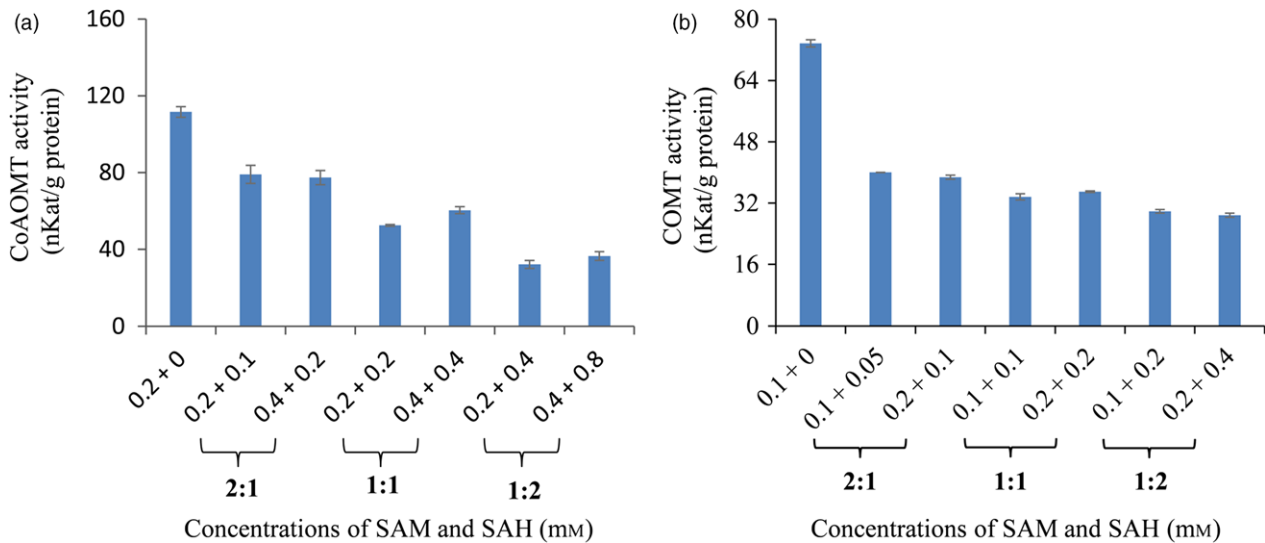 (a)
CoAOMT activity
(nKat/g protein)
160
120
80
40
0
0.2 + 0
0.2 + 0.1
0.4 + 0.2
0.2 + 0.2
0.4 + 0.4
0.2 + 0.4
0.4 + 0.8
2:1 1:1 1:2
Concentrations of SAM and SAH (mM)
(b)
COMT activity
(nKat/g protein)
80
64
48
32
16
0
0.1 + 0
0.1 + 0.05
0.2 + 0.1
0.1 + 0.1
0.2 + 0.2
0.1 + 0.2
0.2 + 0.4
2:1 1:1 1:2
Concentrations of SAM and SAH (mM)